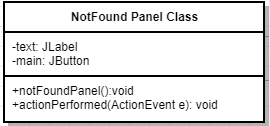 NotFound Panel Class
-text: JLabel
-main: JButton
+notFoundPanel():void
+actionPerformed(ActionEvent e): void